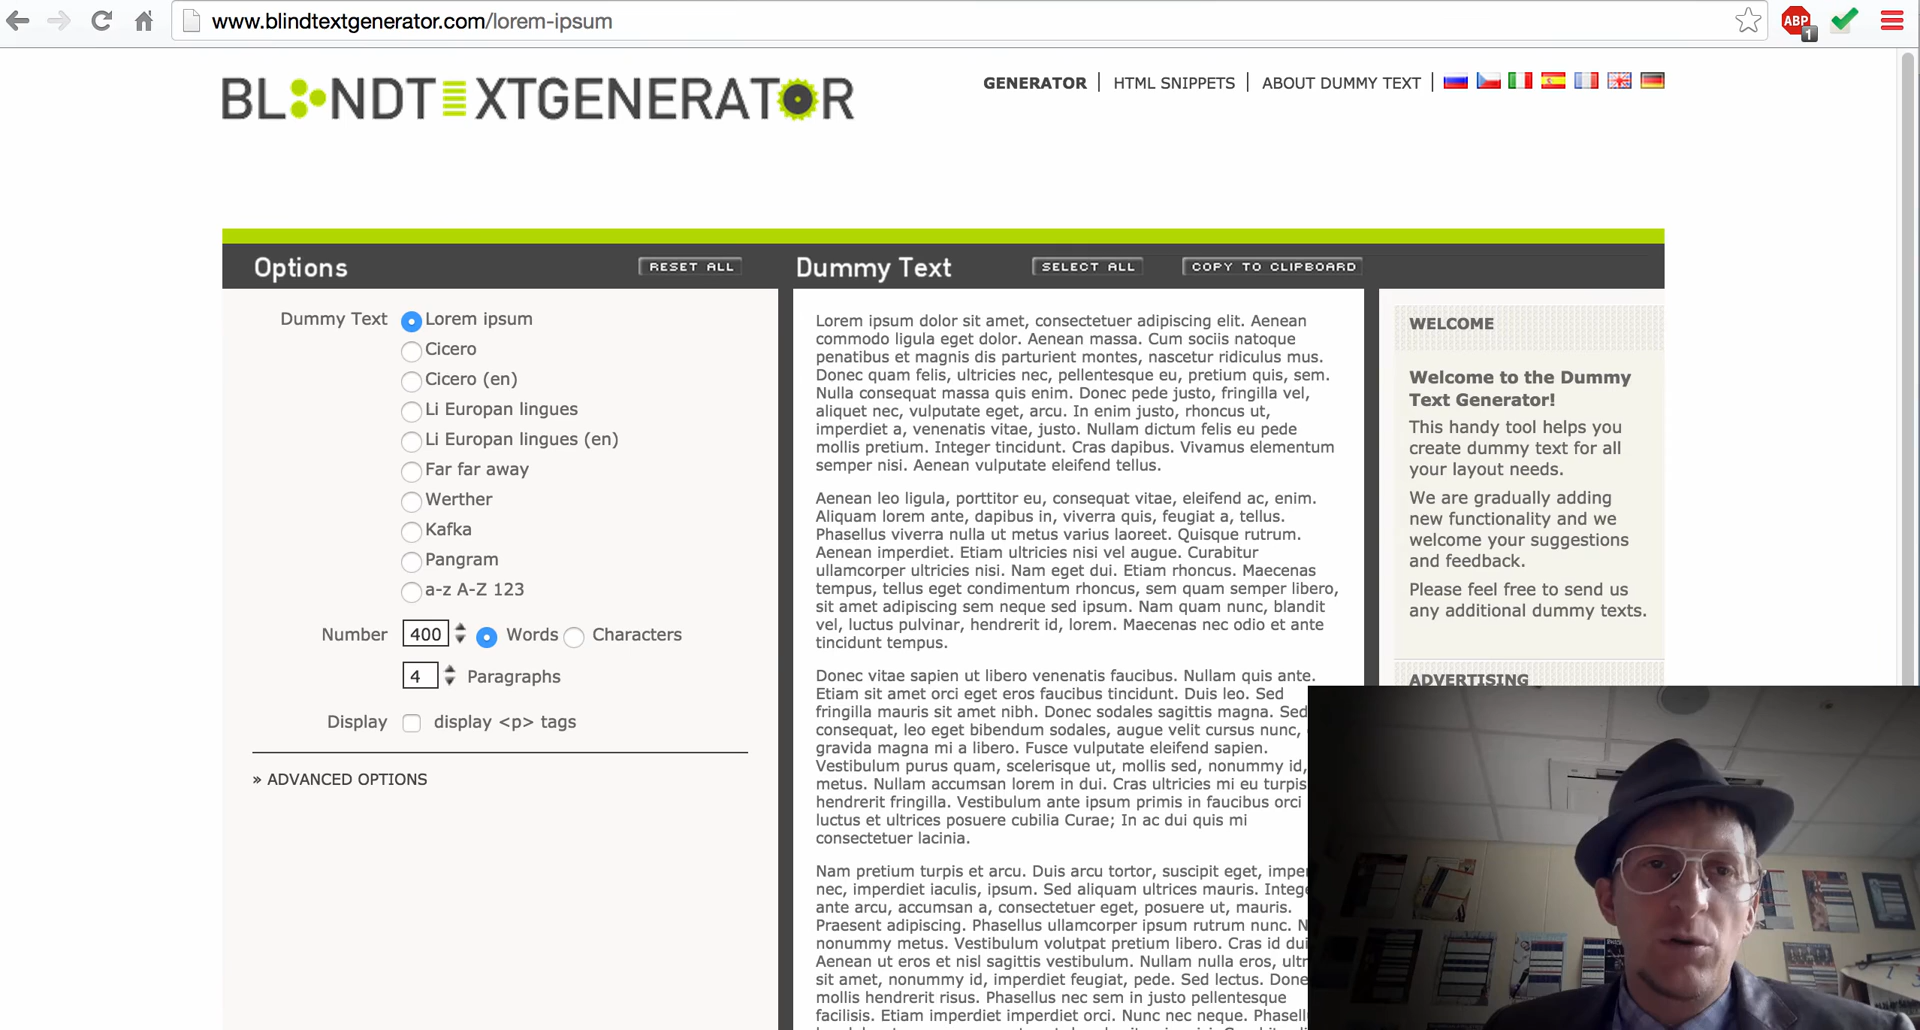 www.blindtextgenerator.com/lorem-ipsum
ABP
1
BLINDTEXTGENERATOR
GENERATOR | HTML SNIPPETS | ABOUT DUMMY TEXT |
Options
RESET ALL
Dummy Text
SELECT ALL
COPY TO CLIPBOARD
Dummy Text
Lorem ipsum
Cicero
Cicero (en)
Li Europan lingues
Li Europan lingues (en)
Far far away
Werther
Kafka
Pangram
a-z A-Z 123
Number 400 Words Characters
4 Paragraphs
Display display <p> tags
» ADVANCED OPTIONS
Lorem ipsum dolor sit amet, consectetuer adipiscing elit. Aenean
commodo ligula eget dolor. Aenean massa. Cum sociis natoque
penatibus et magnis dis parturient montes, nascetur ridiculus mus.
Donec quam felis, ultricies nec, pellentesque eu, pretium quis, sem.
Nulla consequat massa quis enim. Donec pede justo, fringilla vel,
aliquet nec, vulputate eget, arcu. In enim justo, rhoncus ut,
imperdiet a, venenatis vitae, justo. Nullam dictum felis eu pede
mollis pretium. Integer tincidunt. Cras dapibus. Vivamus elementum
semper nisi. Aenean vulputate eleifend tellus.
Aenean leo ligula, porttitor eu, consequat vitae, eleifend ac, enim.
Aliquam lorem ante, dapibus in, viverra quis, feugiat a, tellus.
Phasellus viverra nulla ut metus varius laoreet. Quisque rutrum.
Aenean imperdiet. Etiam ultricies nisi vel augue. Curabitur
ullamcorper ultricies nisi. Nam eget dui. Etiam rhoncus. Maecenas
tempus, tellus eget condimentum rhoncus, sem quam semper libero,
sit amet adipiscing sem neque sed ipsum. Nam quam nunc, blandit
vel, luctus pulvinar, hendrerit id, lorem. Maecenas nec odio et ante
tincidunt tempus.
Donec vitae sapien ut libero venenatis faucibus. Nullam quis ante.
Etiam sit amet orci eget eros faucibus tincidunt. Duis leo. Sed
fringilla mauris sit amet nibh. Donec sodales sagittis magna. Sed
consequat, leo eget bibendum sodales, augue velit cursus nunc,
gravida magna mi a libero. Fusce vulputate eleifend sapien.
Vestibulum purus quam, scelerisque ut, mollis sed, nonummy id,
metus. Nullam accumsan lorem in dui. Cras ultricies mi eu turpis
hendrerit fringilla. Vestibulum ante ipsum primis in faucibus orci
luctus et ultrices posuere cubilia Curae; In ac dui quis mi
consectetuer lacinia.
Nam pretium turpis et arcu. Duis arcu tortor, suscipit eget, imper
nec, imperdiet iaculis, ipsum. Sed aliquam ultrices mauris. Intege
ante arcu, accumsan a, consectetuer eget, posuere ut, mauris.
Praesent adipiscing. Phasellus ullamcorper ipsum rutrum nunc. N
nonummy metus. Vestibulum volutpat pretium libero. Cras id dui
Aenean ut eros et nisl sagittis vestibulum. Nullam nulla eros, ultr
sit amet, nonummy id, imperdiet feugiat, pede. Sed lectus. Done
mollis hendrerit risus. Phasellus nec sem in justo pellentesque
facilisis. Etiam imperdiet imperdiet orci. Nunc nec neque. Phasell
WELCOME
Welcome to the Dummy
Text Generator!
This handy tool helps you
create dummy text for all
your layout needs.
We are gradually adding
new functionality and we
welcome your suggestions
and feedback.
Please feel free to send us
any additional dummy texts.
ADVERTISING